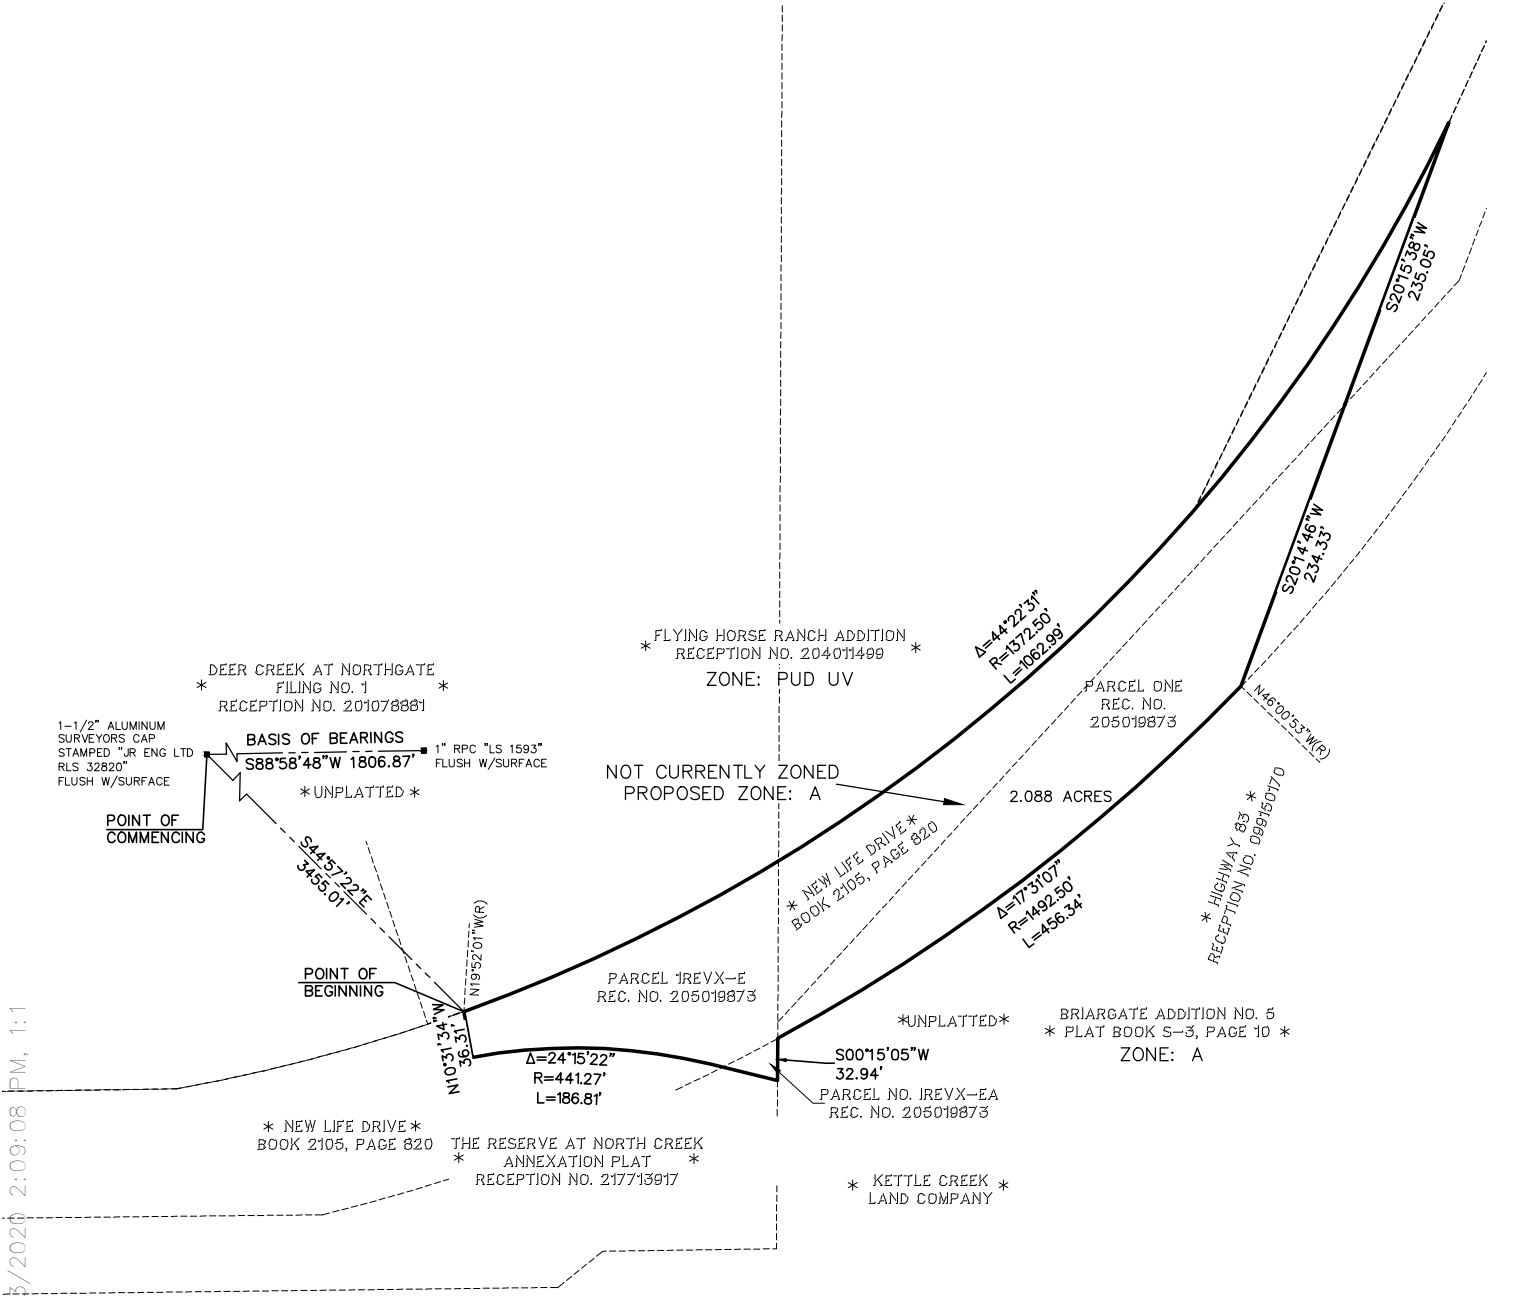 S20°15'38"W
235.05'
S20°14'46"W
234.33'
Δ=44°22'31"
R=1372.50'
L=1062.99'
* FLYING HORSE RANCH ADDITION *
RECEPTION NO. 204011499
ZONE: PUD UV
DEER CREEK AT NORTHGATE
* FILING NO. 1 *
RECEPTION NO. 201078881
PARCEL ONE
REC. NO.
205019873
N46°00'53"W(R)
1-1/2" ALUMINUM
SURVEYORS CAP
STAMPED "JR ENG LTD
RLS 32820"
FLUSH W/SURFACE
BASIS OF BEARINGS
S88°58'48"W 1806.87'
1" RPC "LS 1593"
FLUSH W/SURFACE
*UNPLATTED *
NOT CURRENTLY ZONED
PROPOSED ZONE: A
2.088 ACRES
POINT OF
COMMENCING
S44°57'22"E
3455.01'
* NEW LIFE DRIVE*
BOOK 2105, PAGE 820
Δ=17°31'07"
R=1492.50'
L=456.34'
* HIGHWAY 83 *
RECEPTION NO. 099150170
N19°52'01"W(R)
POINT OF
BEGINNING
PARCEL 1REVX-E
REC. NO. 205019873
N10°31'34"W
36.31'
Δ=24°15'22"
R=441.27'
L=186.81'
*UNPLATTED*
BRIARGATE ADDITION NO. 5
* PLAT BOOK S-3, PAGE 10 *
ZONE: A
S00°15'05"W
32.94'
PARCEL NO. 1REVX-EA
REC. NO. 205019873
* NEW LIFE DRIVE*
BOOK 2105, PAGE 820
THE RESERVE AT NORTH CREEK
* ANNEXATION PLAT *
RECEPTION NO. 217713917
* KETTLE CREEK *
LAND COMPANY
3/2020 2:09:08 PM, 1:1